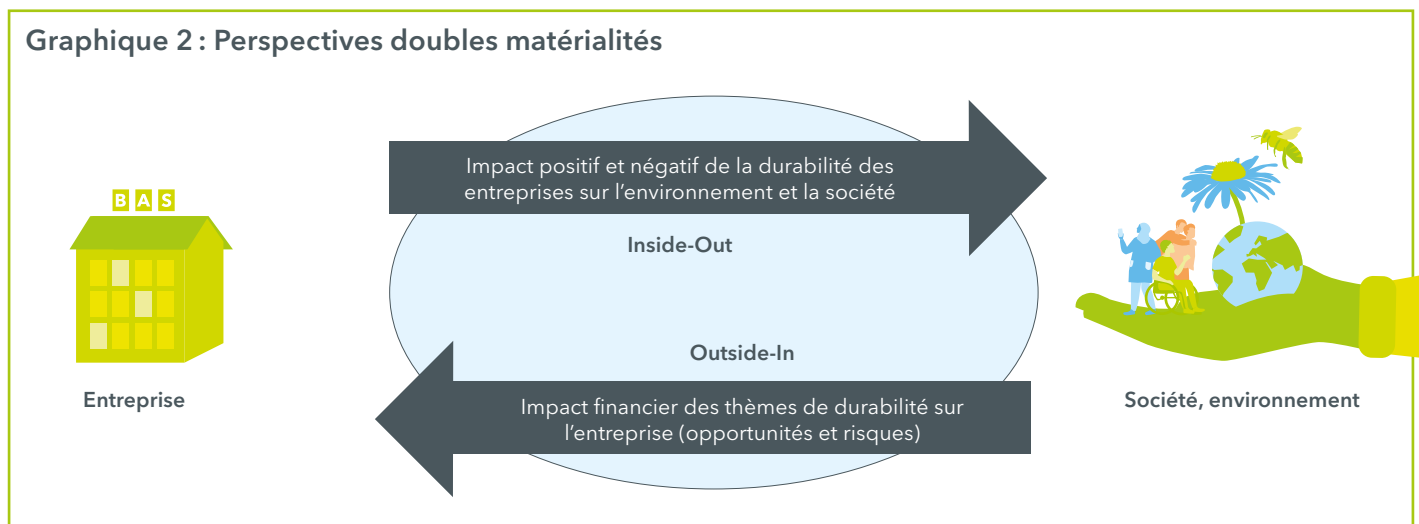 Graphique 2 : Perspectives doubles matérialités
Impact positif et négatif de la durabilité des
entreprises sur l’environnement et la société
BAS
Inside-Out
Outside-In
Entreprise
Société, environnement
Impact financier des thèmes de durabilité sur
l’entreprise (opportunités et risques)